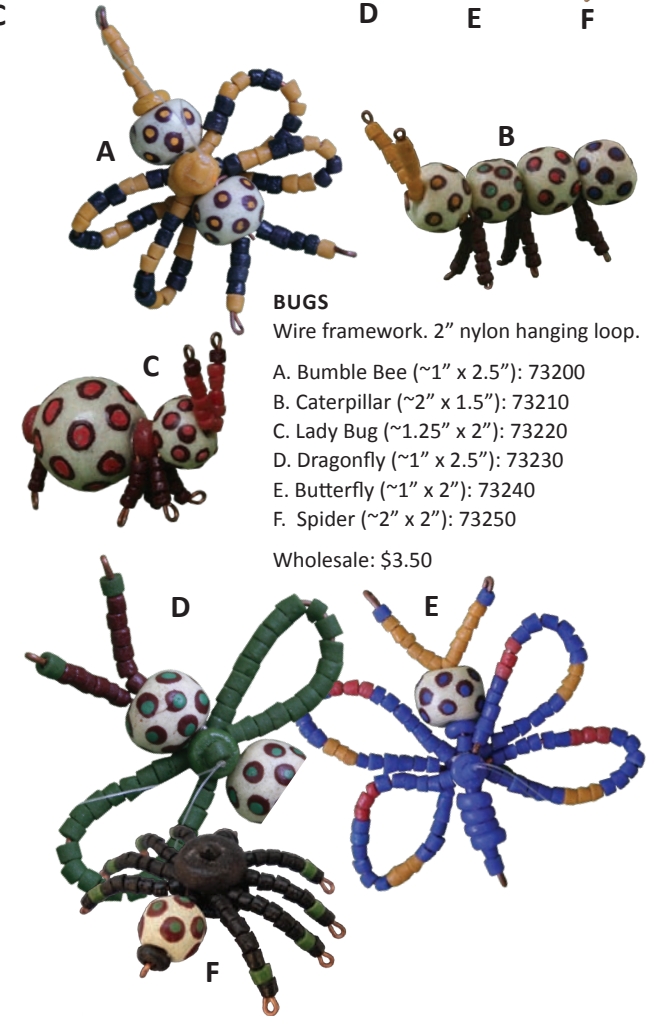 C
D E F
A
B
BUGS
Wire framework. 2” nylon hanging loop.
C
A. Bumble Bee (~1” x 2.5”): 73200
B. Caterpillar (~2” x 1.5”): 73210
C. Lady Bug (~1.25” x 2”): 73220
D. Dragonfly (~1” x 2.5”): 73230
E. Butterfly (~1” x 2”): 73240
F. Spider (~2” x 2”): 73250
Wholesale: $3.50
D
E
F